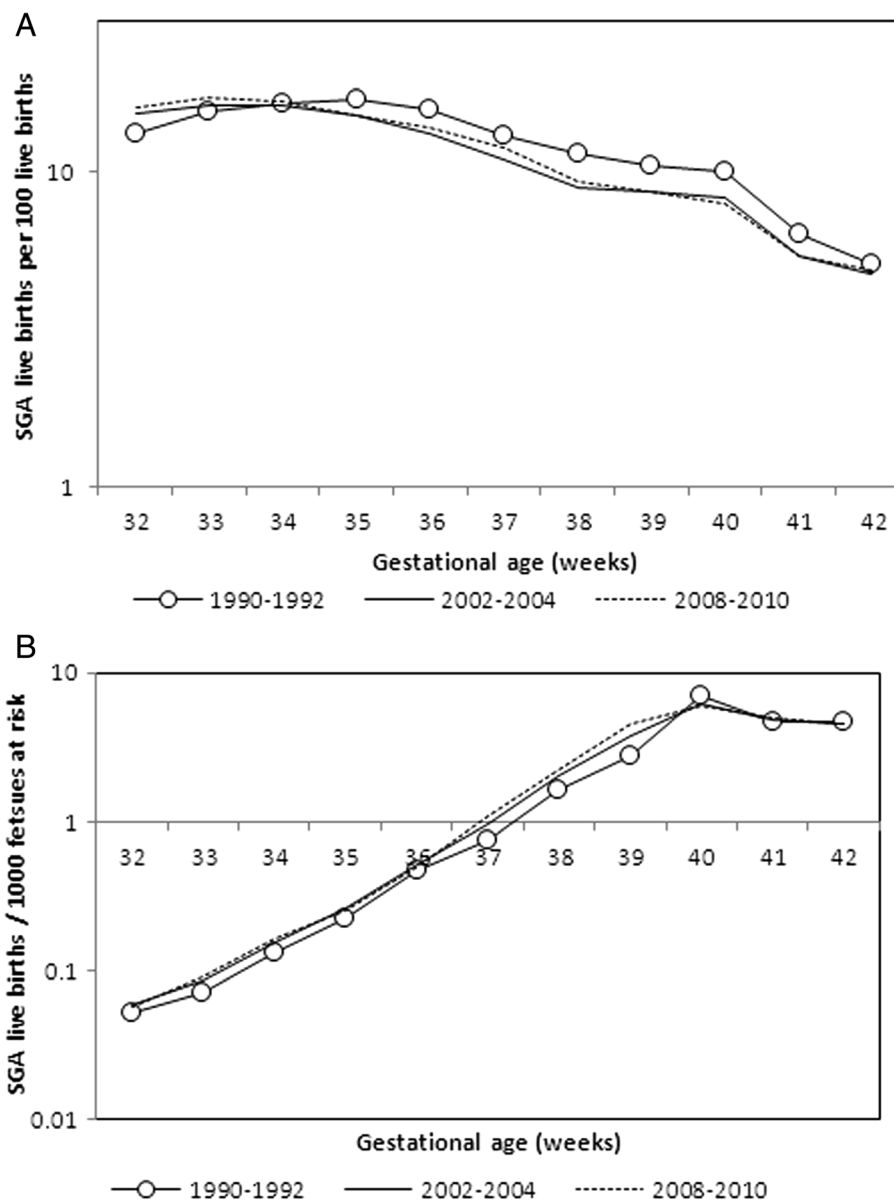 A
SGA live births per 100 live births
10
1
32 33 34 35 36 37 38 39 40 41 42
Gestational age (weeks)
1990-1992 2002-2004 2008-2010
B
SGA live births / 1000 fetsues at risk
10
1
32 33 34 35 36 37 38 39 40 41 42
0.1
0.01
Gestational age (weeks)
1990-1992 2002-2004 2008-2010